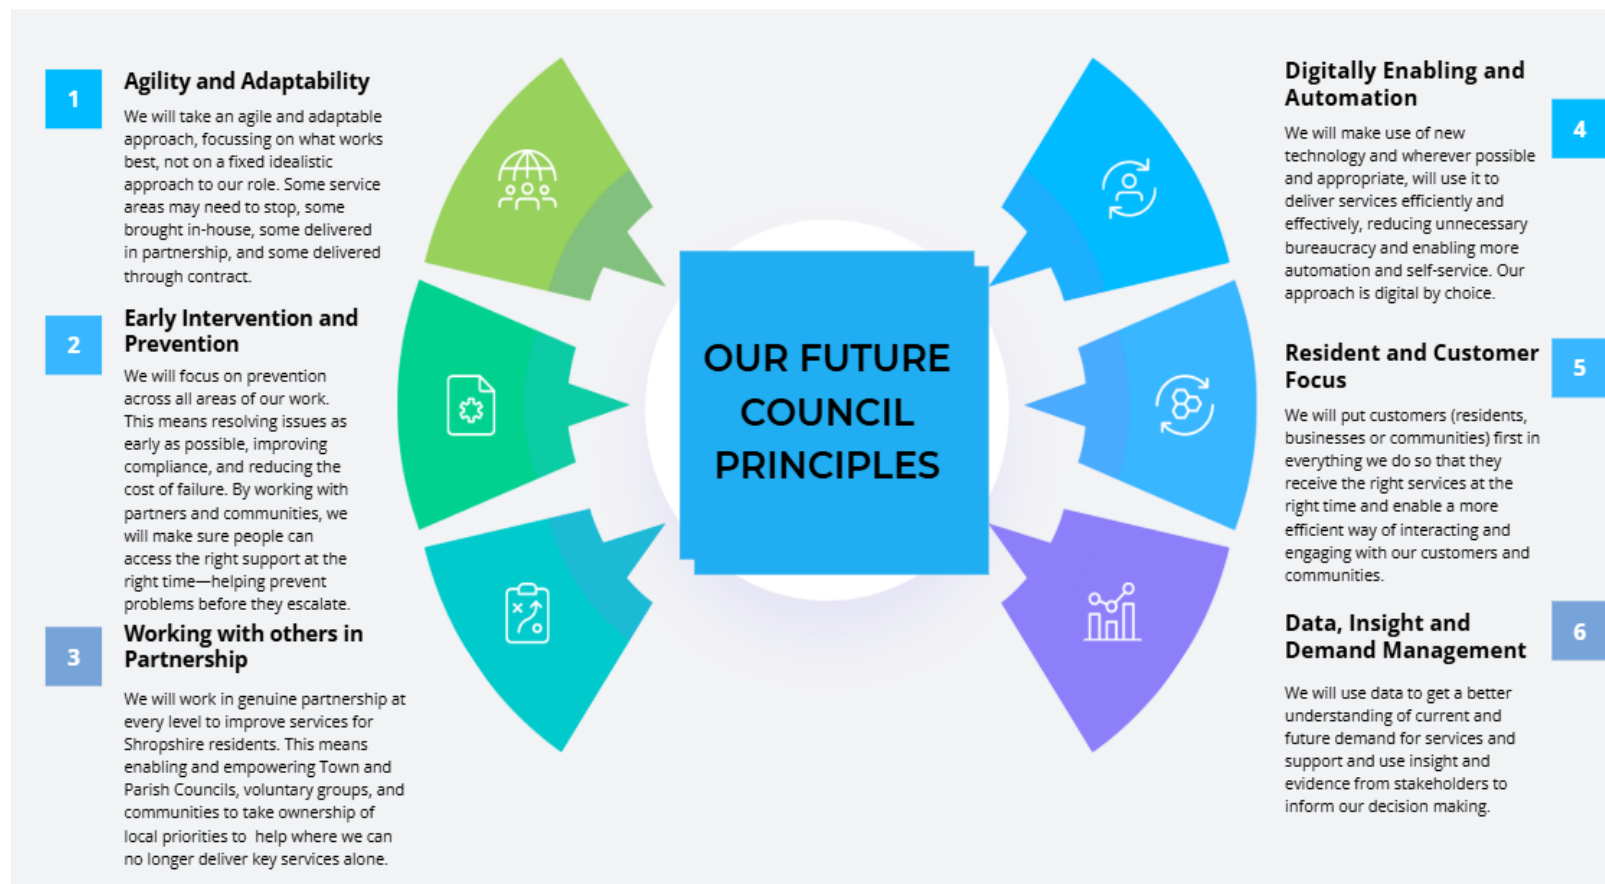 1
Agility and Adaptability
We will take an agile and adaptable
approach, focussing on what works
best, not on a fixed idealistic
approach to our role. Some service
areas may need to stop, some
brought in-house, some delivered
in partnership, and some delivered
through contract.
2
Early Intervention and
Prevention
We will focus on prevention
across all areas of our work.
This means resolving issues as
early as possible, improving
compliance, and reducing the
cost of failure. By working with
partners and communities, we
will make sure people can
access the right support at the
right time—helping prevent
problems before they escalate.
3
Working with others in
Partnership
We will work in genuine partnership at
every level to improve services for
Shropshire residents. This means
enabling and empowering Town and
Parish Councils, voluntary groups, and
communities to take ownership of
local priorities to  help where we can
no longer deliver key services alone.
OUR FUTURE
COUNCIL
PRINCIPLES
Digitally Enabling and
Automation
4
We will make use of new
technology and wherever possible
and appropriate, will use it to
deliver services efficiently and
effectively, reducing unnecessary
bureaucracy and enabling more
automation and self-service. Our
approach is digital by choice.
Resident and Customer
Focus
5
We will put customers (residents,
businesses or communities) first in
everything we do so that they
receive the right services at the
right time and enable a more
efficient way of interacting and
engaging with our customers and
communities.
Data, Insight and
Demand Management
6
We will use data to get a better
understanding of current and
future demand for services and
support and use insight and
evidence from stakeholders to
inform our decision making.